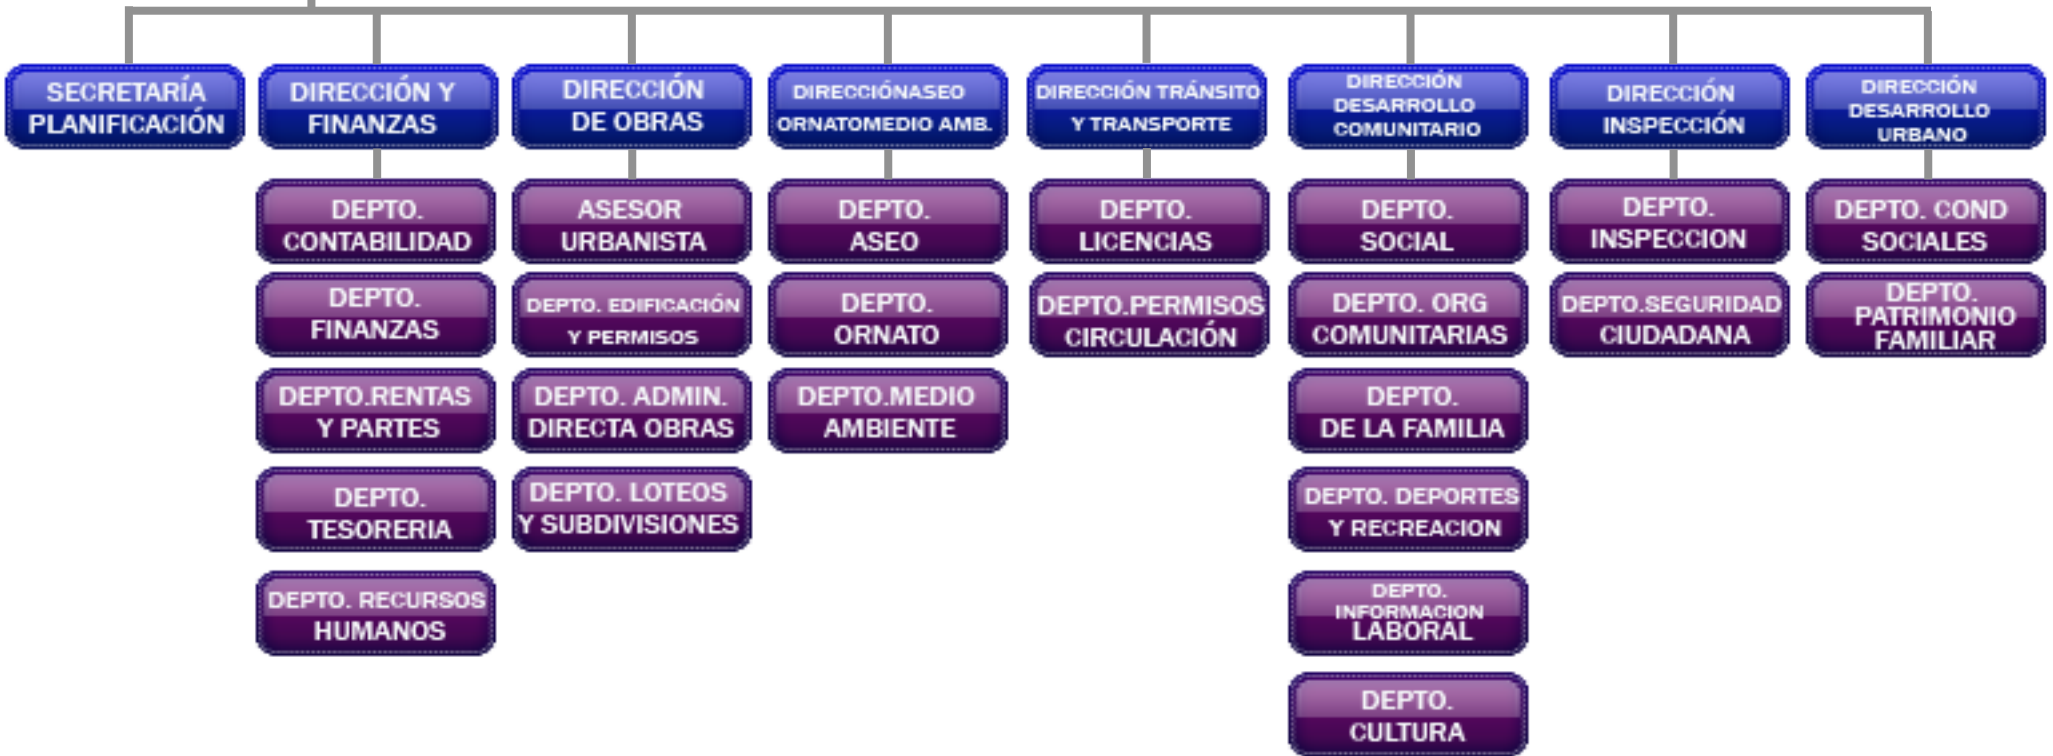 SECRETARÍA
PLANIFICACIÓN
DIRECCIÓN Y
FINANZAS
DIRECCIÓN
DE OBRAS
DIRECCIÓNASEO
ORNATOMEDIO AMB.
DIRECCIÓN TRÁNSITO
Y TRANSPORTE
DIRECCIÓN
DESARROLLO
COMUNITARIO
DIRECCIÓN
INSPECCIÓN
DIRECCIÓN
DESARROLLO
URBANO
DEPTO.
CONTABILIDAD
ASESOR
URBANISTA
DEPTO.
ASEO
DEPTO.
LICENCIAS
DEPTO.
SOCIAL
DEPTO.
INSPECCION
DEPTO. COND
SOCIALES
DEPTO.
FINANZAS
DEPTO. EDIFICACIÓN
Y PERMISOS
DEPTO.
ORNATO
DEPTO.PERMISOS
CIRCULACIÓN
DEPTO. ORG
COMUNITARIAS
DEPTO.SEGURIDAD
CIUDADANA
DEPTO.
PATRIMONIO
FAMILIAR
DEPTO.RENTAS
Y PARTES
DEPTO. ADMIN.
DIRECTA OBRAS
DEPTO.MEDIO
AMBIENTE
DEPTO.
DE LA FAMILIA
DEPTO.
TESORERIA
DEPTO. LOTEOS
Y SUBDIVISIONES
DEPTO. DEPORTES
Y RECREACION
DEPTO. RECURSOS
HUMANOS
DEPTO.
INFORMACION
LABORAL
DEPTO.
CULTURA